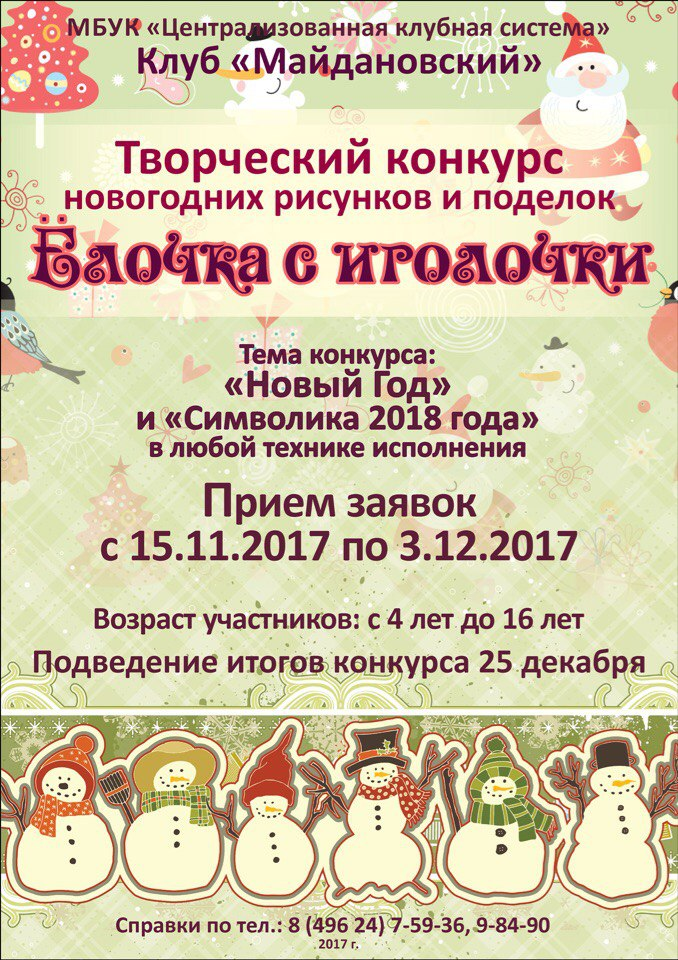 МБУК «Централизованная клубная система»
Клуб «Майдановский»
Творческий конкурс
новогодних рисунков и поделок
Ёлочка с иголочки
Тема конкурса:
«Новый Год»
и «Символика 2018 года»
в любой технике исполнения
Прием заявок
с 15.11.2017 по 3.12.2017
Возраст участников: с 4 лет до 16 лет
Подведение итогов конкурса 25 декабря
Справки по тел.: 8 (496 24) 7-59-36, 9-84-90
2017 г.